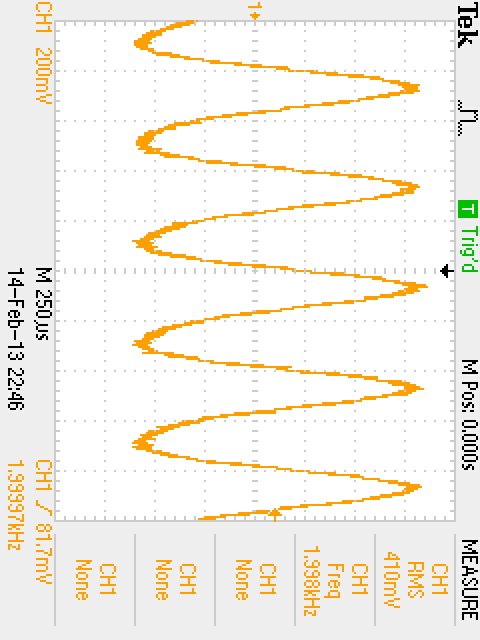 Tek
T Trig'd
M Pos: 0.000s
MEASURE
CH1
RMS
410mV
CH1
Freq
1.998kHz
CH1
None
CH1
None
CH1
None
1
CH1 200mV
M 250µs
CH1 / 81.7mV
14-Feb-13 22:46
1.99997kHz